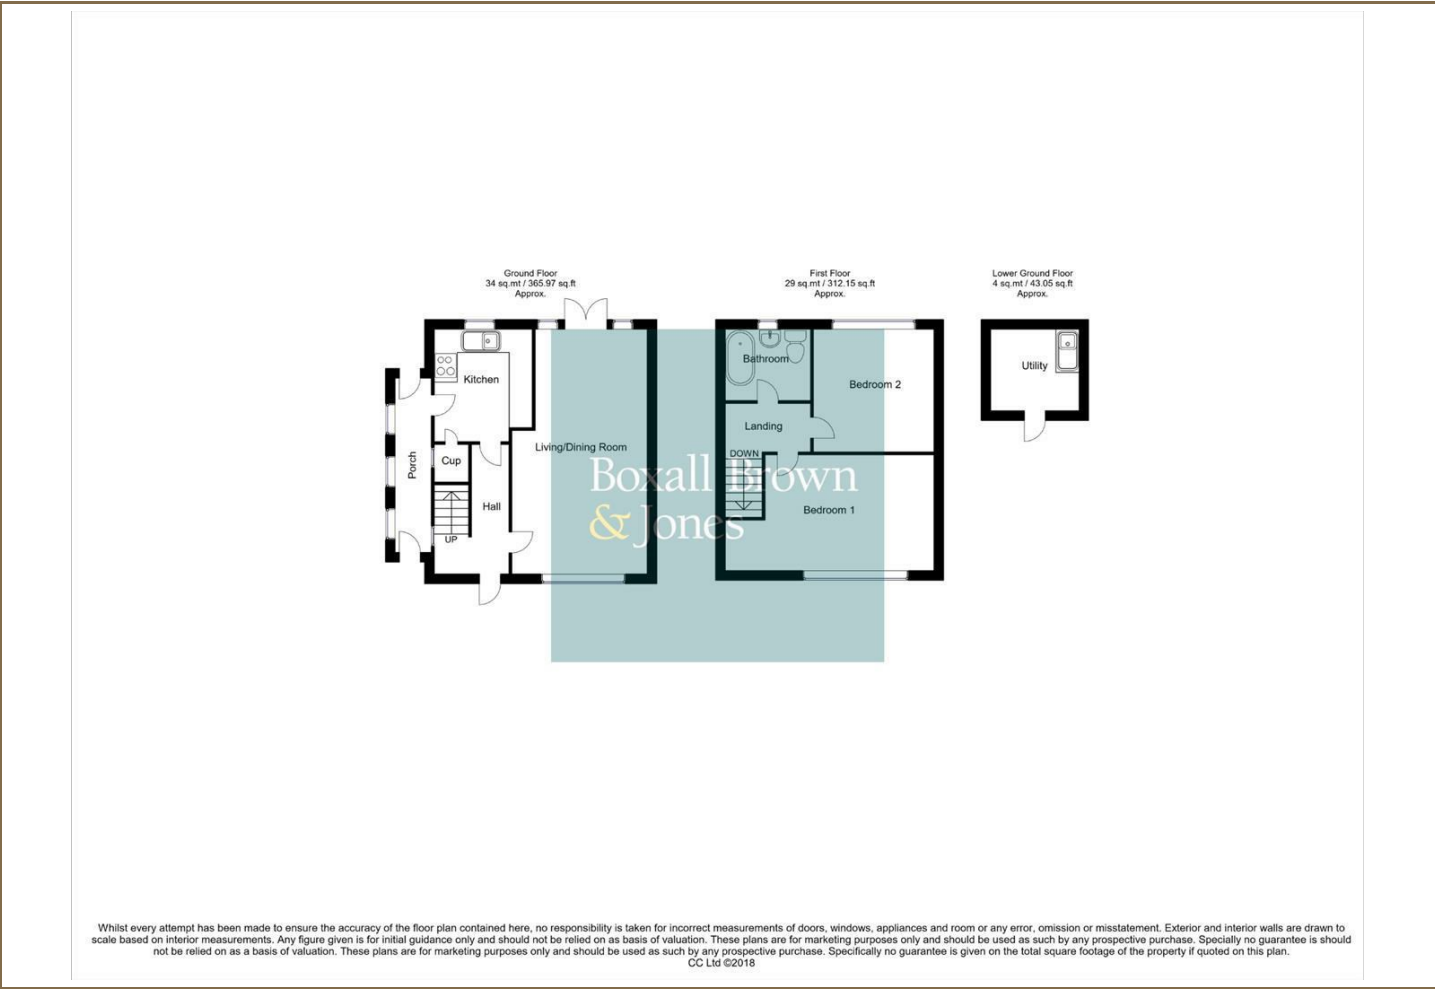 Ground Floor
34 sq.mt / 365.97 sq.ft
Approx.
First Floor
29 sq.mt / 312.15 sq.ft
Approx.
Lower Ground Floor
4 sq.mt / 43.05 sq.ft
Approx.
Kitchen
Bathroom
Bedroom 2
Utility
Landing
Living/Dining Room
DOWN
Cup
Porch
Hall
UP
Bedroom 1
Boxall Brown
& Jones
Whilst every attempt has been made to ensure the accuracy of the floor plan contained here, no responsibility is taken for incorrect measurements of doors, windows, appliances and room or any error, omission or misstatement. Exterior and interior walls are drawn to
scale based on interior measurements. Any figure given is for initial guidance only and should not be relied on as basis of valuation. These plans are for marketing purposes only and should be used as such by any prospective purchase. Specially no guarantee is should
not be relied on as a basis of valuation. These plans are for marketing purposes only and should be used as such by any prospective purchase. Specifically no guarantee is given on the total square footage of the property if quoted on this plan.
CC Ltd ©2018